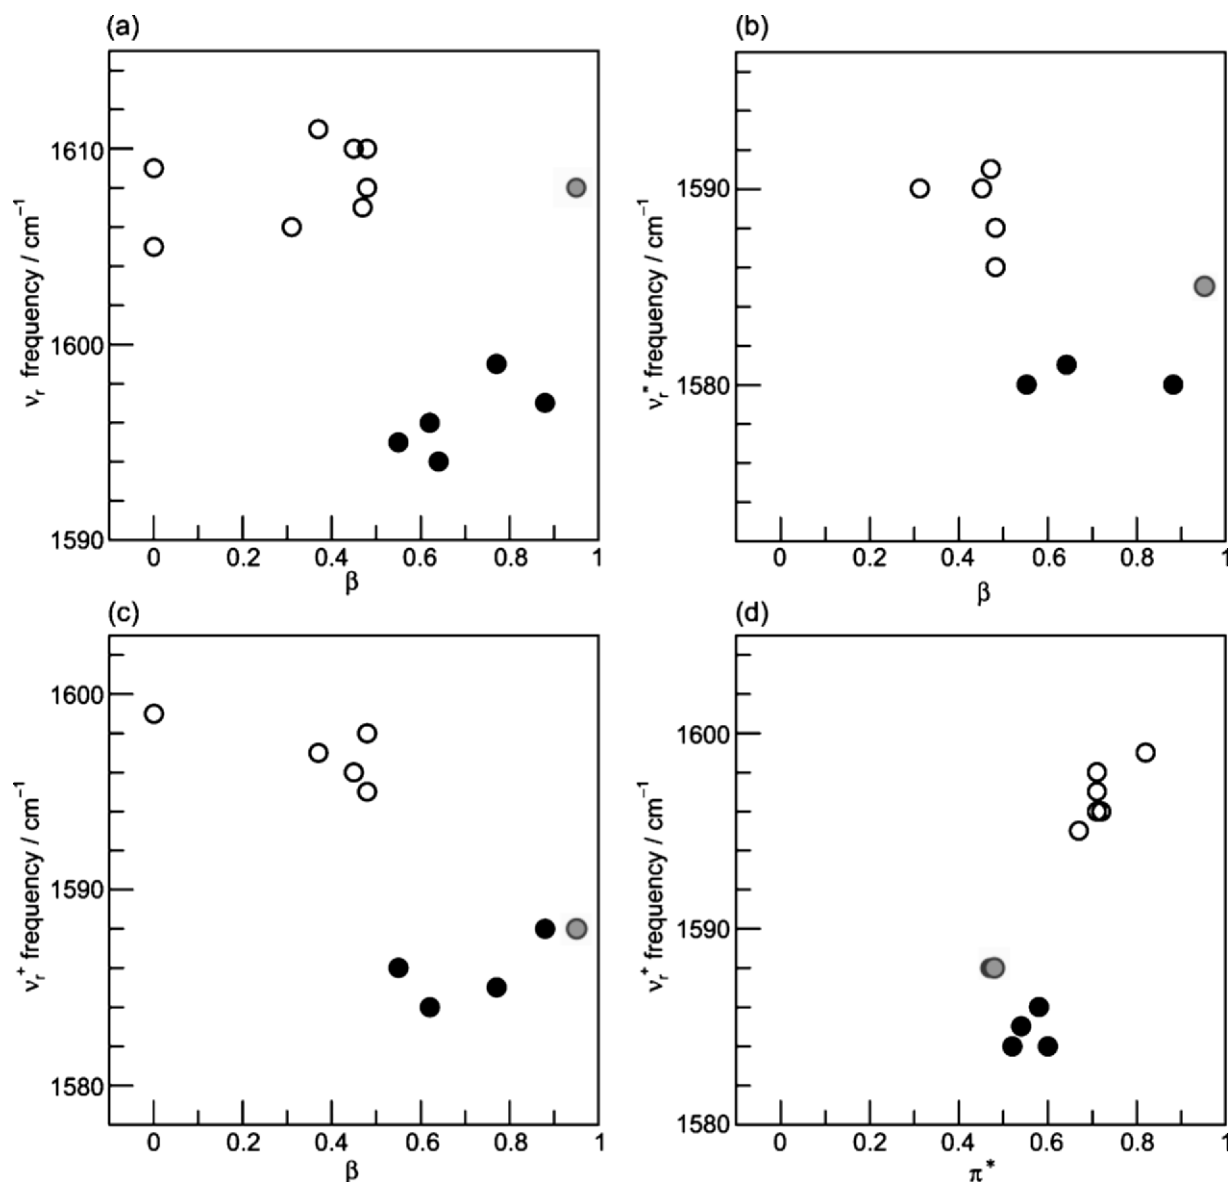 (a)
ν_r frequency / cm⁻¹
1610
1600
1590
0 0.2 0.4 0.6 0.8 1
β
(b)
ν_r* frequency / cm⁻¹
1590
1580
0 0.2 0.4 0.6 0.8 1
β
(c)
ν_r⁺ frequency / cm⁻¹
1600
1590
1580
0 0.2 0.4 0.6 0.8 1
β
(d)
ν_r⁺ frequency / cm⁻¹
1600
1590
1580
0 0.2 0.4 0.6 0.8 1
π*